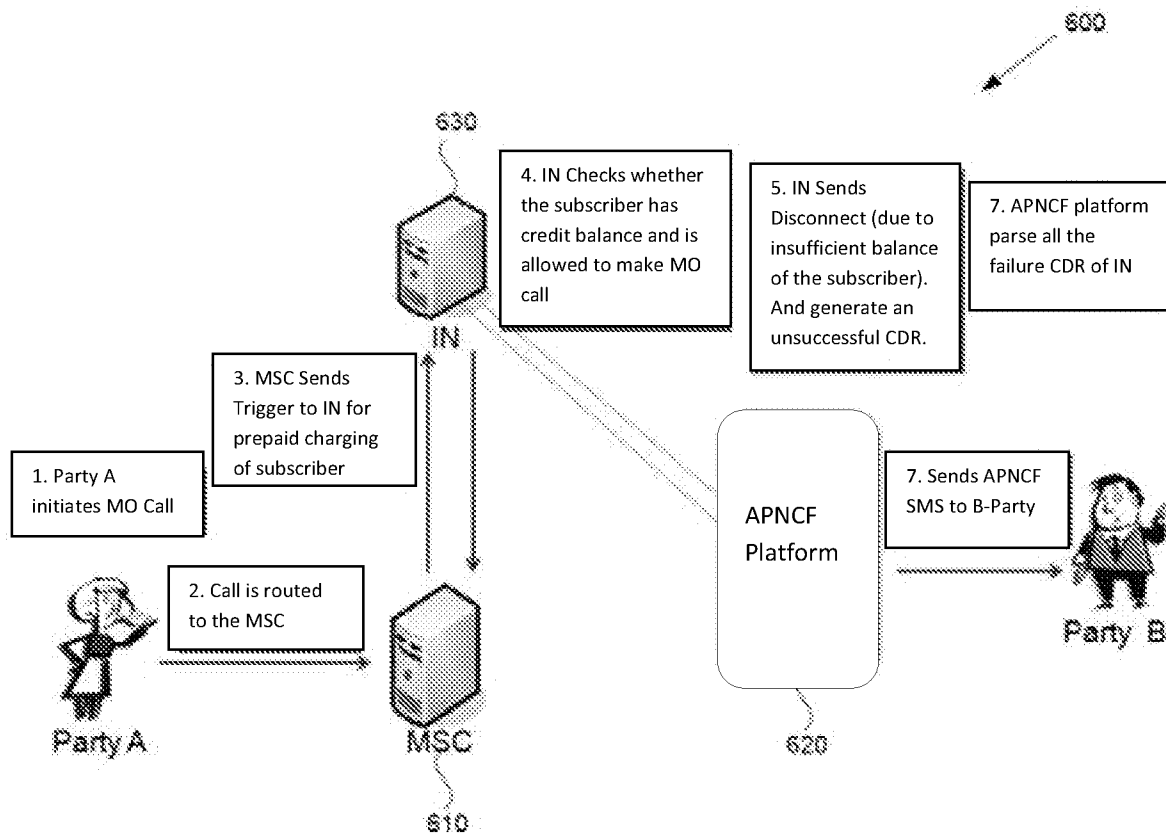 600
630
4. IN Checks whether
the subscriber has
credit balance and is
allowed to make MO
call
5. IN Sends
Disconnect (due to
insufficient balance
of the subscriber).
And generate an
unsuccessful CDR.
7. APNCF platform
parse all the
failure CDR of IN
IN
3. MSC Sends
Trigger to IN for
prepaid charging
of subscriber
1. Party A
initiates MO Call
2. Call is routed
to the MSC
APNCF
Platform
7. Sends APNCF
SMS to B-Party
Party B
Party A
MSC
620
610